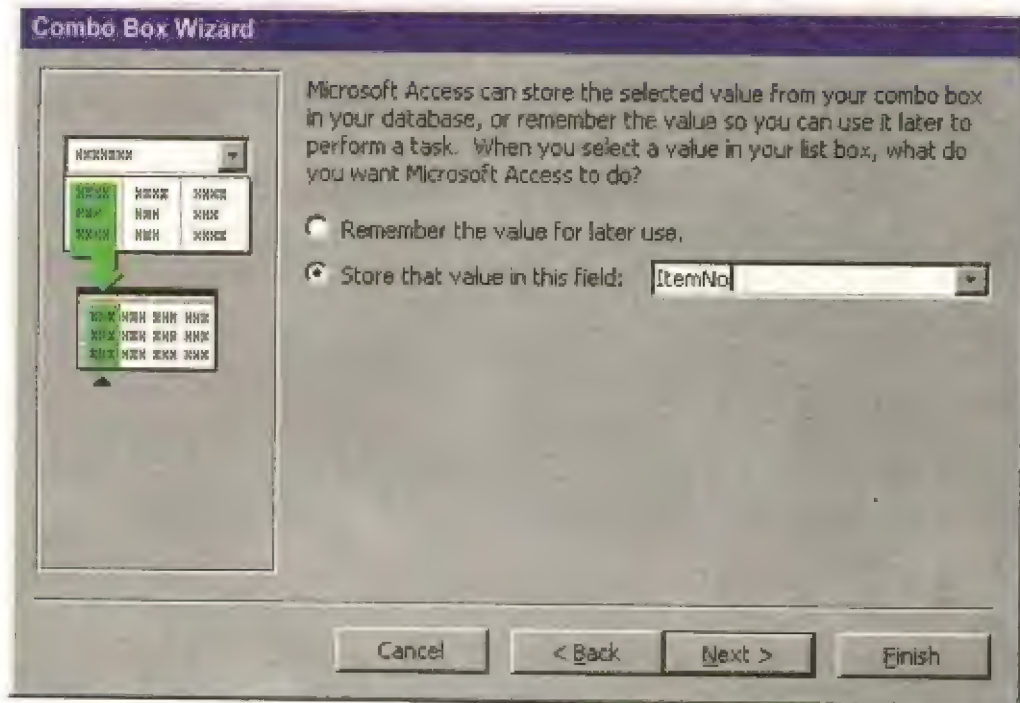 Combo Box Wizard
Microsoft Access can store the selected value from your combo box
in your database, or remember the value so you can use it later to
perform a task. When you select a value in your list box, what do
you want Microsoft Access to do?
Remember the value for later use.
Store that value in this field: ItemNo
Cancel < Back Next > Finish